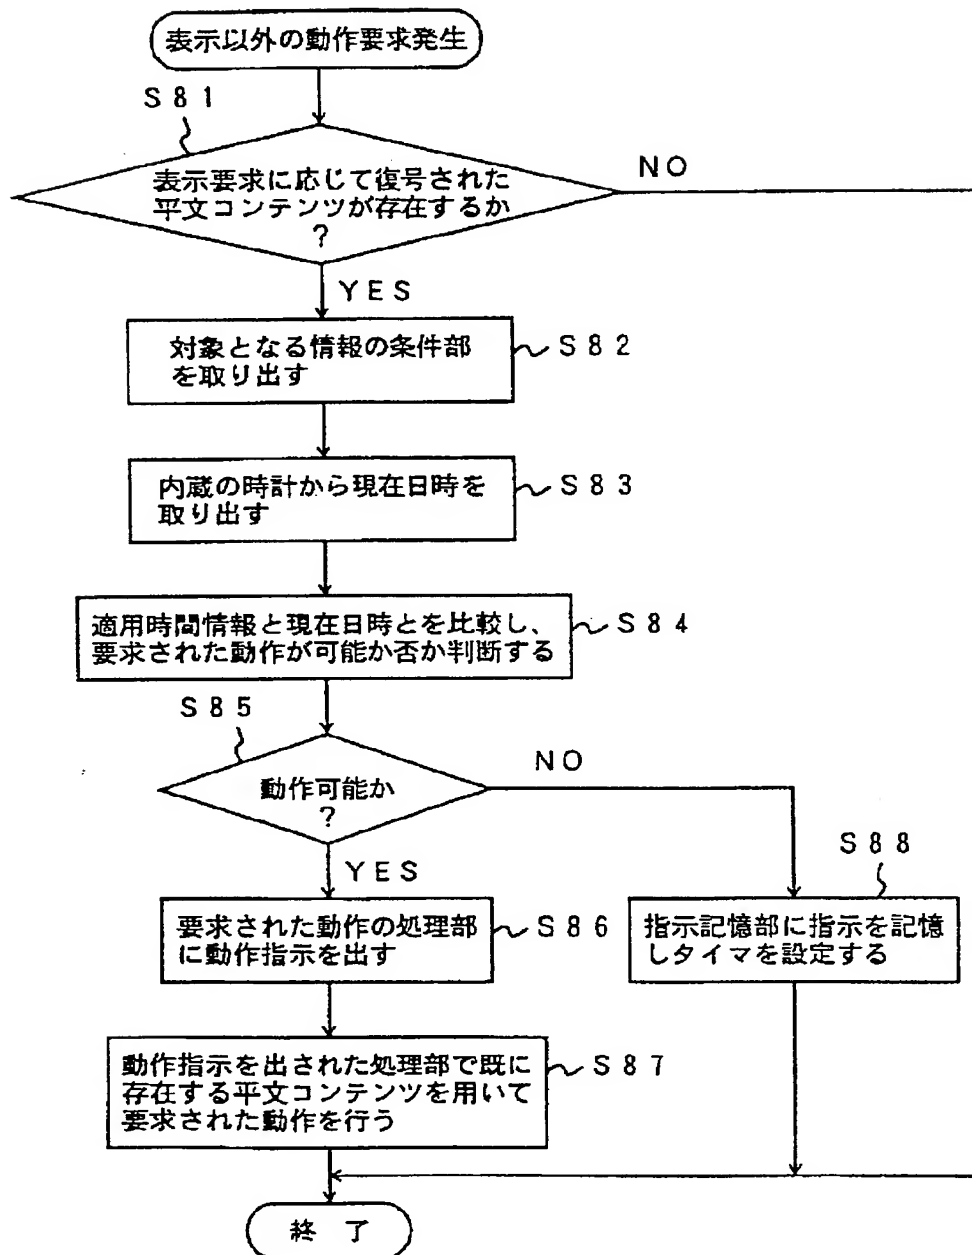 表示以外の動作要求発生
S81
表示要求に応じて復号された
平文コンテンツが存在するか
?
NO
YES
対象となる情報の条件部
を取り出す
S82
内蔵の時計から現在日時を
取り出す
S83
適用時間情報と現在日時とを比較し、
要求された動作が可能か否か判断する
S84
S85
動作可能か
?
NO
YES
S88
要求された動作の処理部
に動作指示を出す
S86
指示記憶部に指示を記憶
しタイマを設定する
動作指示を出された処理部で既に
存在する平文コンテンツを用いて
要求された動作を行う
S87
終 了